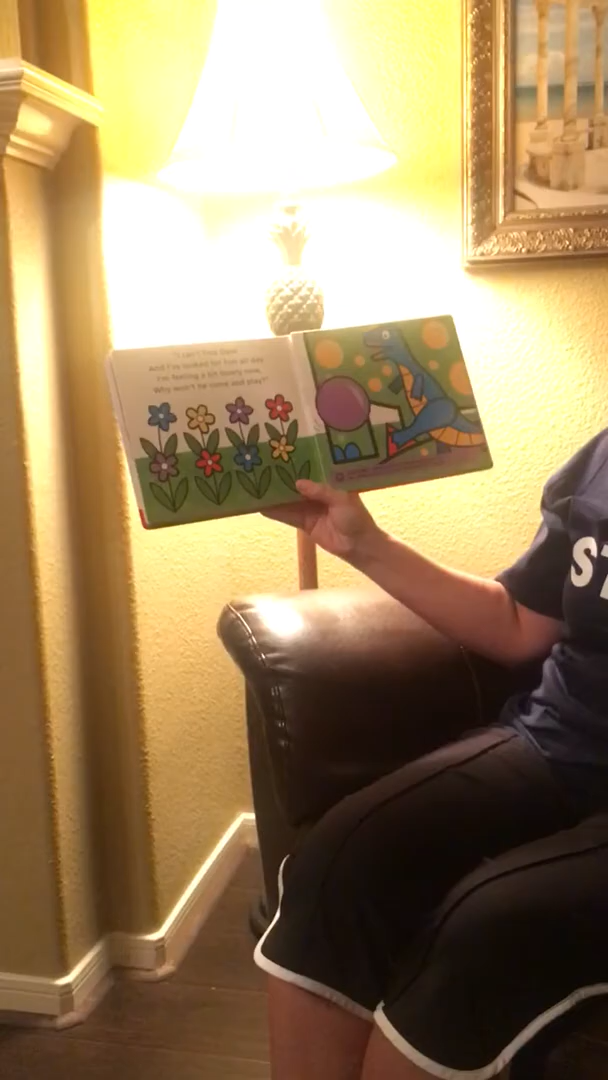 "I can't find Dave
and I've looked for him all day.
I'm feeling a bit lonely now,
Why won't he come and play?"
ST